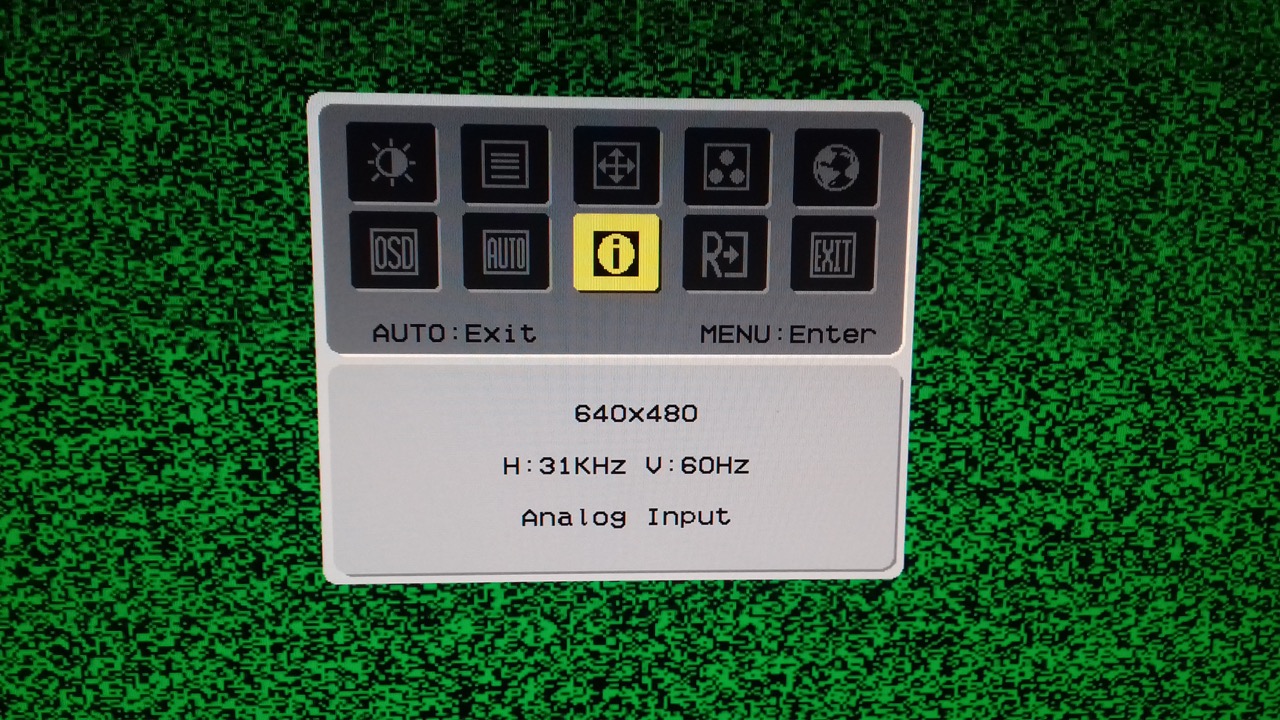 OSD AUTO i R EXIT
AUTO:Exit MENU:Enter
640x480
H:31KHz V:60Hz
Analog Input